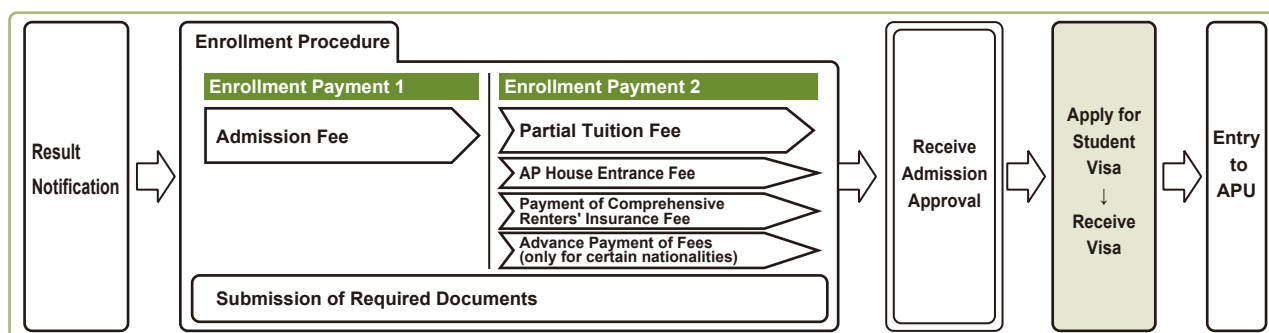 Result
Notification
Enrollment Procedure
Enrollment Payment 1
Admission Fee
Enrollment Payment 2
Partial Tuition Fee
AP House Entrance Fee
Payment of Comprehensive
Renters' Insurance Fee
Advance Payment of Fees
(only for certain nationalities)
Submission of Required Documents
Receive
Admission
Approval
Apply for
Student
Visa
↓
Receive
Visa
Entry
to
APU